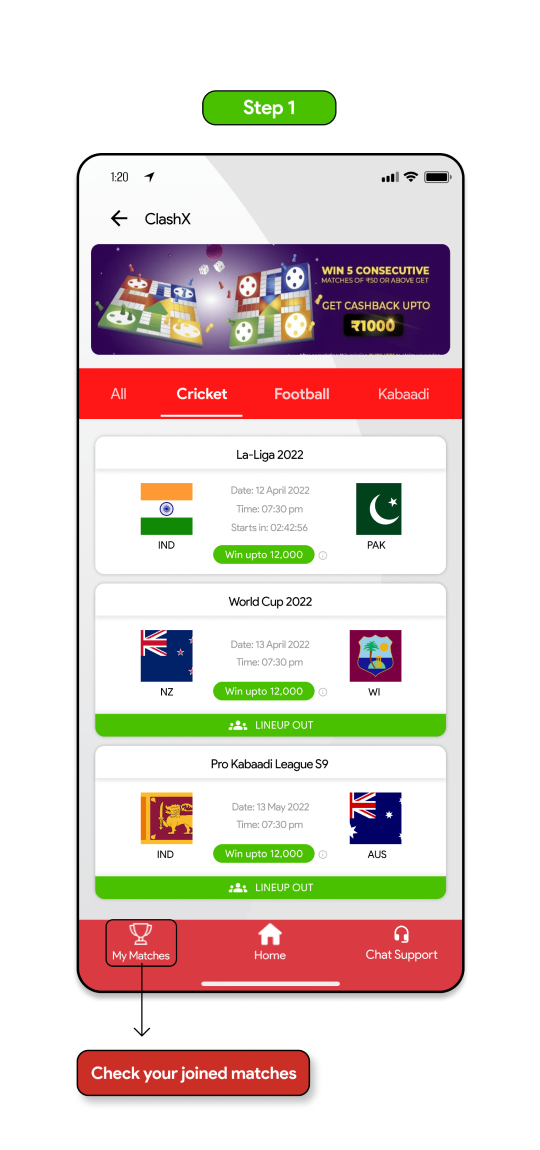 Step 1
1:20
ClashX
WIN 5 CONSECUTIVE
MATCHES OF ₹50 OR ABOVE GET
GET CASHBACK UPTO
₹1000
All Cricket Football Kabaadi
La-Liga 2022
Date: 12 April 2022
Time: 07:30 pm
Starts in: 02:42:56
IND PAK
Win upto 12,000
World Cup 2022
Date: 13 April 2022
Time: 07:30 pm
NZ WI
Win upto 12,000
LINEUP OUT
Pro Kabaadi League S9
Date: 13 May 2022
Time: 07:30 pm
IND AUS
Win upto 12,000
LINEUP OUT
My Matches Home Chat Support
Check your joined matches